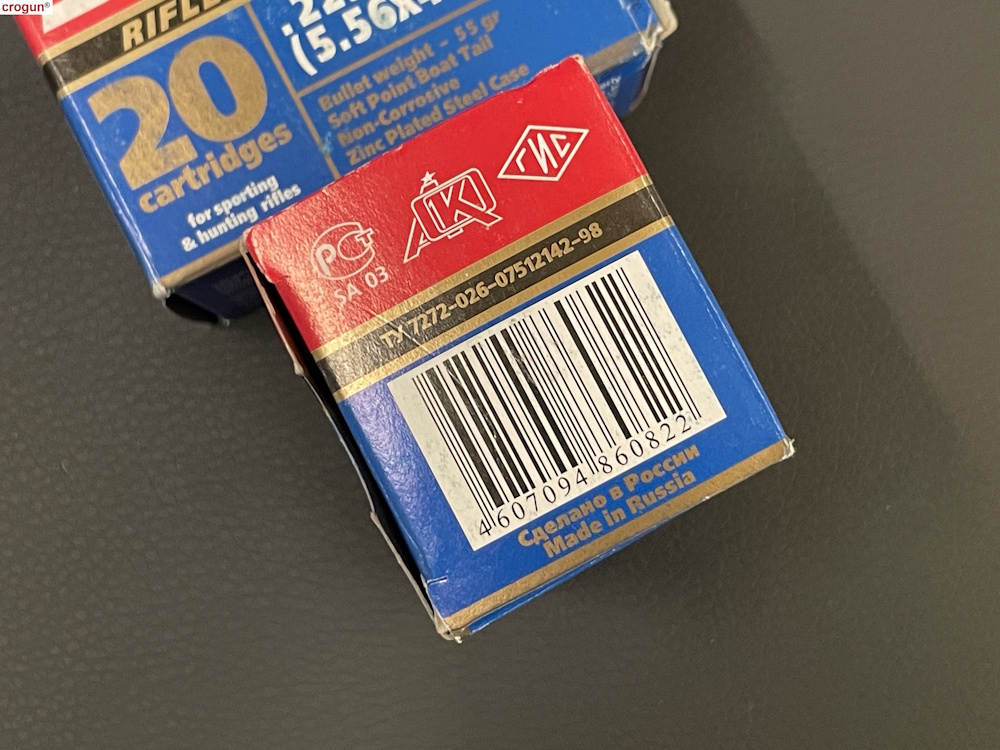 crogun®
RIFLE
20
cartridges
for sporting
& hunting rifles
(5.56x
Bullet weight - 55 gr
Soft Point Boat Tail
Non-Corrosive
Zinc Plated Steel Case
ГИС
РСТ
SA 03
ТУ 7272-026-07512142-98
4 607094 860822
Сделано в России
Made in Russia